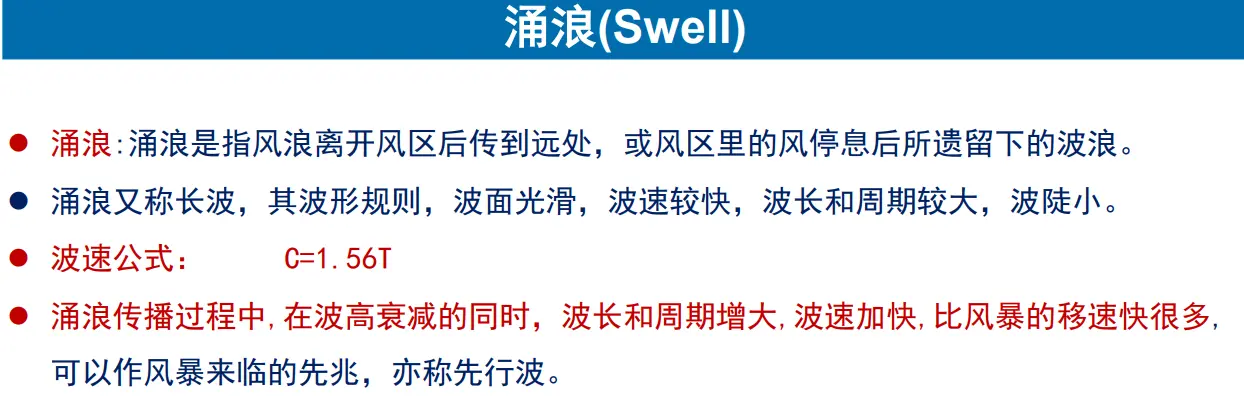 涌浪(Swell)
涌浪:涌浪是指风浪离开风区后传到远处，或风区里的风停息后所遗留下的波浪。
涌浪又称长波，其波形规则，波面光滑，波速较快，波长和周期较大，波陡小。
波速公式： C=1.56T
涌浪传播过程中,在波高衰减的同时，波长和周期增大,波速加快,比风暴的移速快很多,
可以作风暴来临的先兆，亦称先行波。